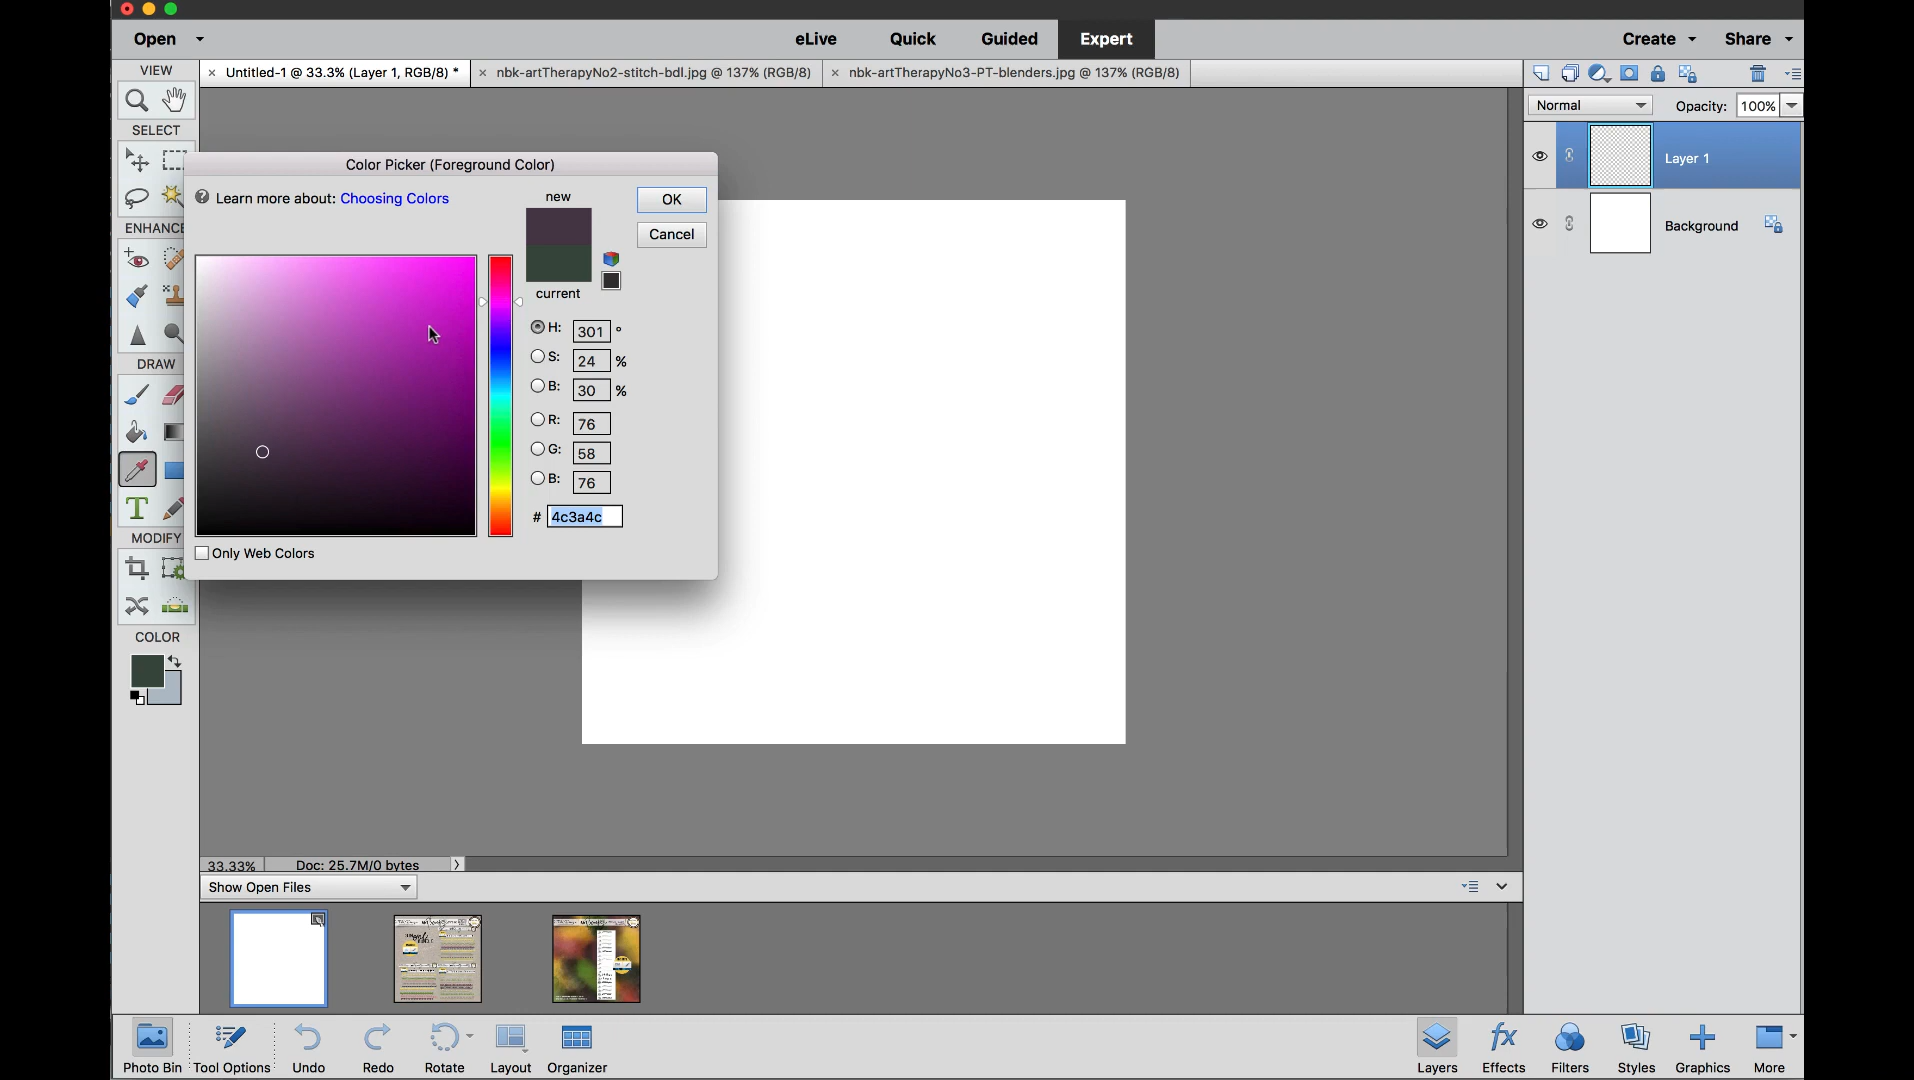 Open
eLive
Quick
Guided
Expert
Create
Share
VIEW
× Untitled-1 @ 33.3% (Layer 1, RGB/8) *
× nbk-artTherapyNo2-stitch-bdl.jpg @ 137% (RGB/8)
× nbk-artTherapyNo3-PT-blenders.jpg @ 137% (RGB/8)
Normal
Opacity: 100%
SELECT
Layer 1
Background
Color Picker (Foreground Color)
? Learn more about: Choosing Colors
new
OK
Cancel
current
H: 301 °
S: 24 %
B: 30 %
R: 76
G: 58
B: 76
# 4c3a4c
Only Web Colors
ENHANCE
DRAW
T
MODIFY
COLOR
33.33%
Doc: 25.7M/0 bytes
Show Open Files
Photo Bin
Tool Options
Undo
Redo
Rotate
Layout
Organizer
Layers
fx
Effects
Filters
Styles
Graphics
More